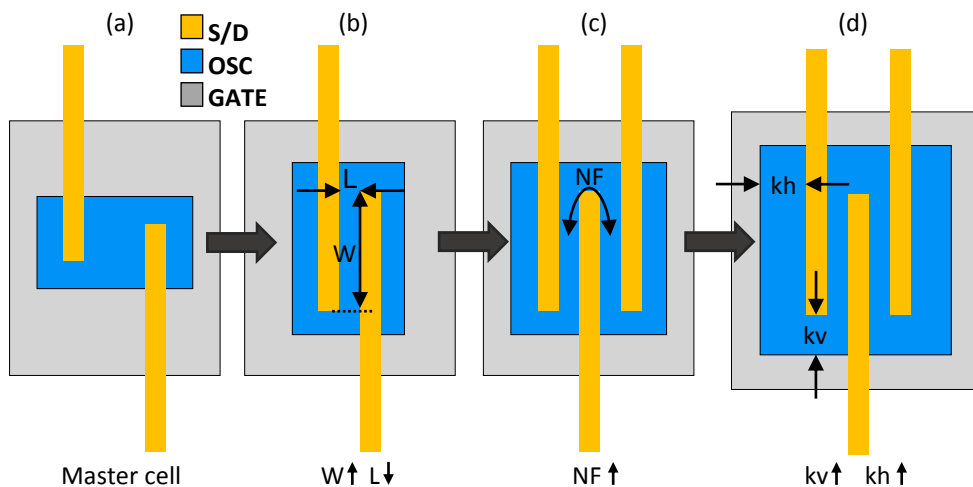 (a)
(b)
(c)
(d)
S/D
OSC
GATE
L
W
NF
kh
kv
Master cell
W↑ L↓
NF ↑
kv↑ kh↑